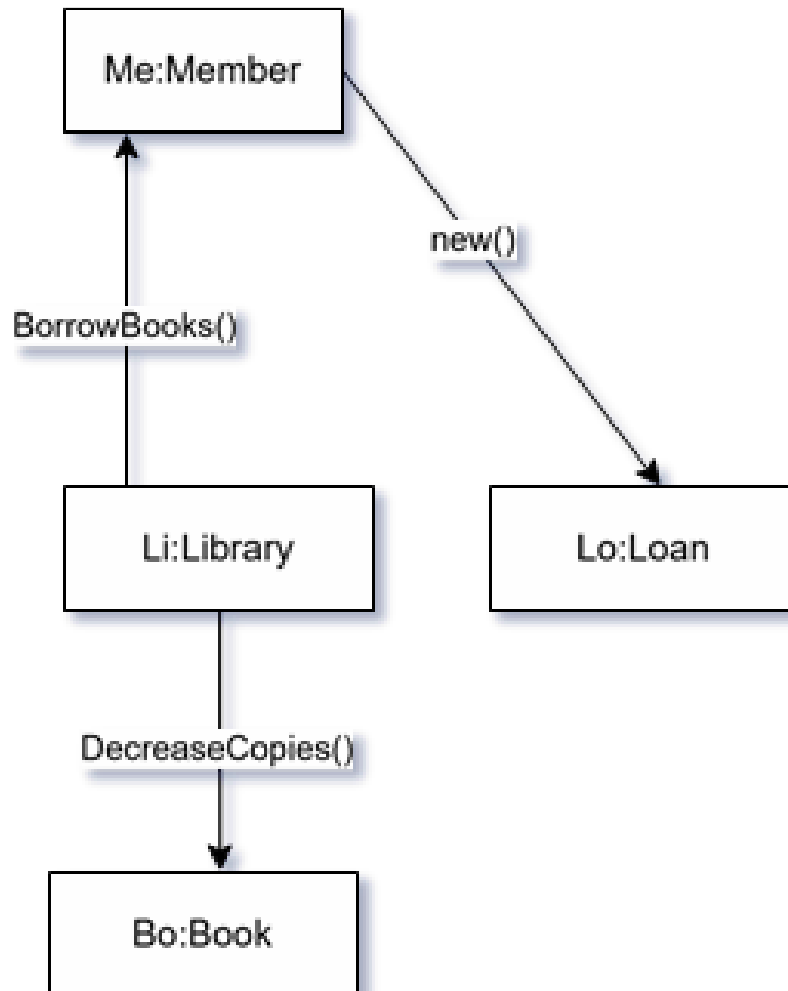 Me:Member
new()
BorrowBooks()
Li:Library
Lo:Loan
DecreaseCopies()
Bo:Book